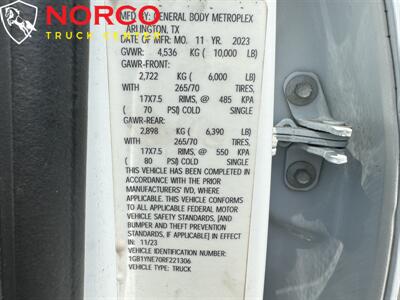 NORCO
TRUCK CENTER
MFD BY: GENERAL BODY METROPLEX
ARLINGTON, TX
DATE OF MFD: MO. 11 YR. 2023
GVWR: 4,536 KG ( 10,000 LB)
GAWR-FRONT:
2,722 KG ( 6,000 LB)
WITH 265/70 TIRES,
17X7.5 RIMS, @ 485 KPA
( 70 PSI) COLD SINGLE
GAWR-REAR:
2,898 KG ( 6,390 LB)
WITH 265/70 TIRES,
17X7.5 RIMS, @ 550 KPA
( 80 PSI) COLD SINGLE
THIS VEHICLE HAS BEEN COMPLETED
IN ACCORDANCE WITH THE PRIOR
MANUFACTURERS' IVD, WHERE
APPLICABLE. THIS VEHICLE CONFORMS TO ALL
APPLICABLE FEDERAL MOTOR
VEHICLE SAFETY STANDARDS, [AND
BUMPER AND THEFT PREVENTION
STANDARDS, IF APPLICABLE] IN EFFECT
IN: 11/23
VEHICLE IDENTIFICATION NUMBER:
1GB1YNE70RF221306
VEHICLE TYPE: TRUCK